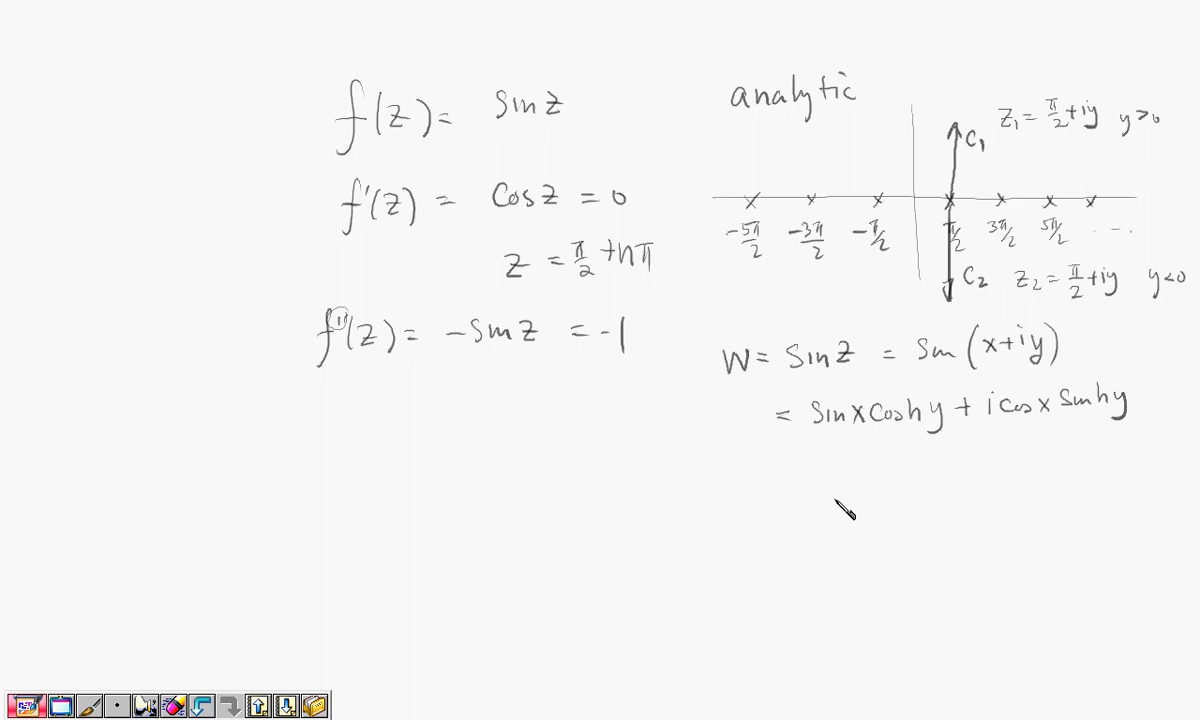 f(z) = sin z
f'(z) = cos z = 0
z = π/2 + nπ
f''(z) = -sin z = -1
analytic
z₁ = π/2 + iy y>0
C₁
-5π/2 -3π/2 -π/2 π/2 3π/2 5π/2 ...
C₂ z₂ = π/2 + iy y<0
W = sin z = sin (x+iy)
= sin x cosh y + i cos x sinh y